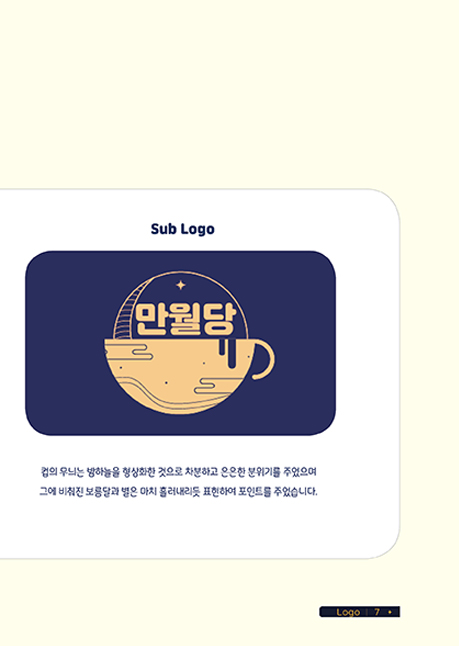 Sub Logo
만월당
컵의 무늬는 밤하늘을 형상화한 것으로 차분하고 은은한 분위기를 주었으며
그에 비춰진 보름달과 별은 마치 흘러내리듯 표현하여 포인트를 주었습니다.
Logo | 7